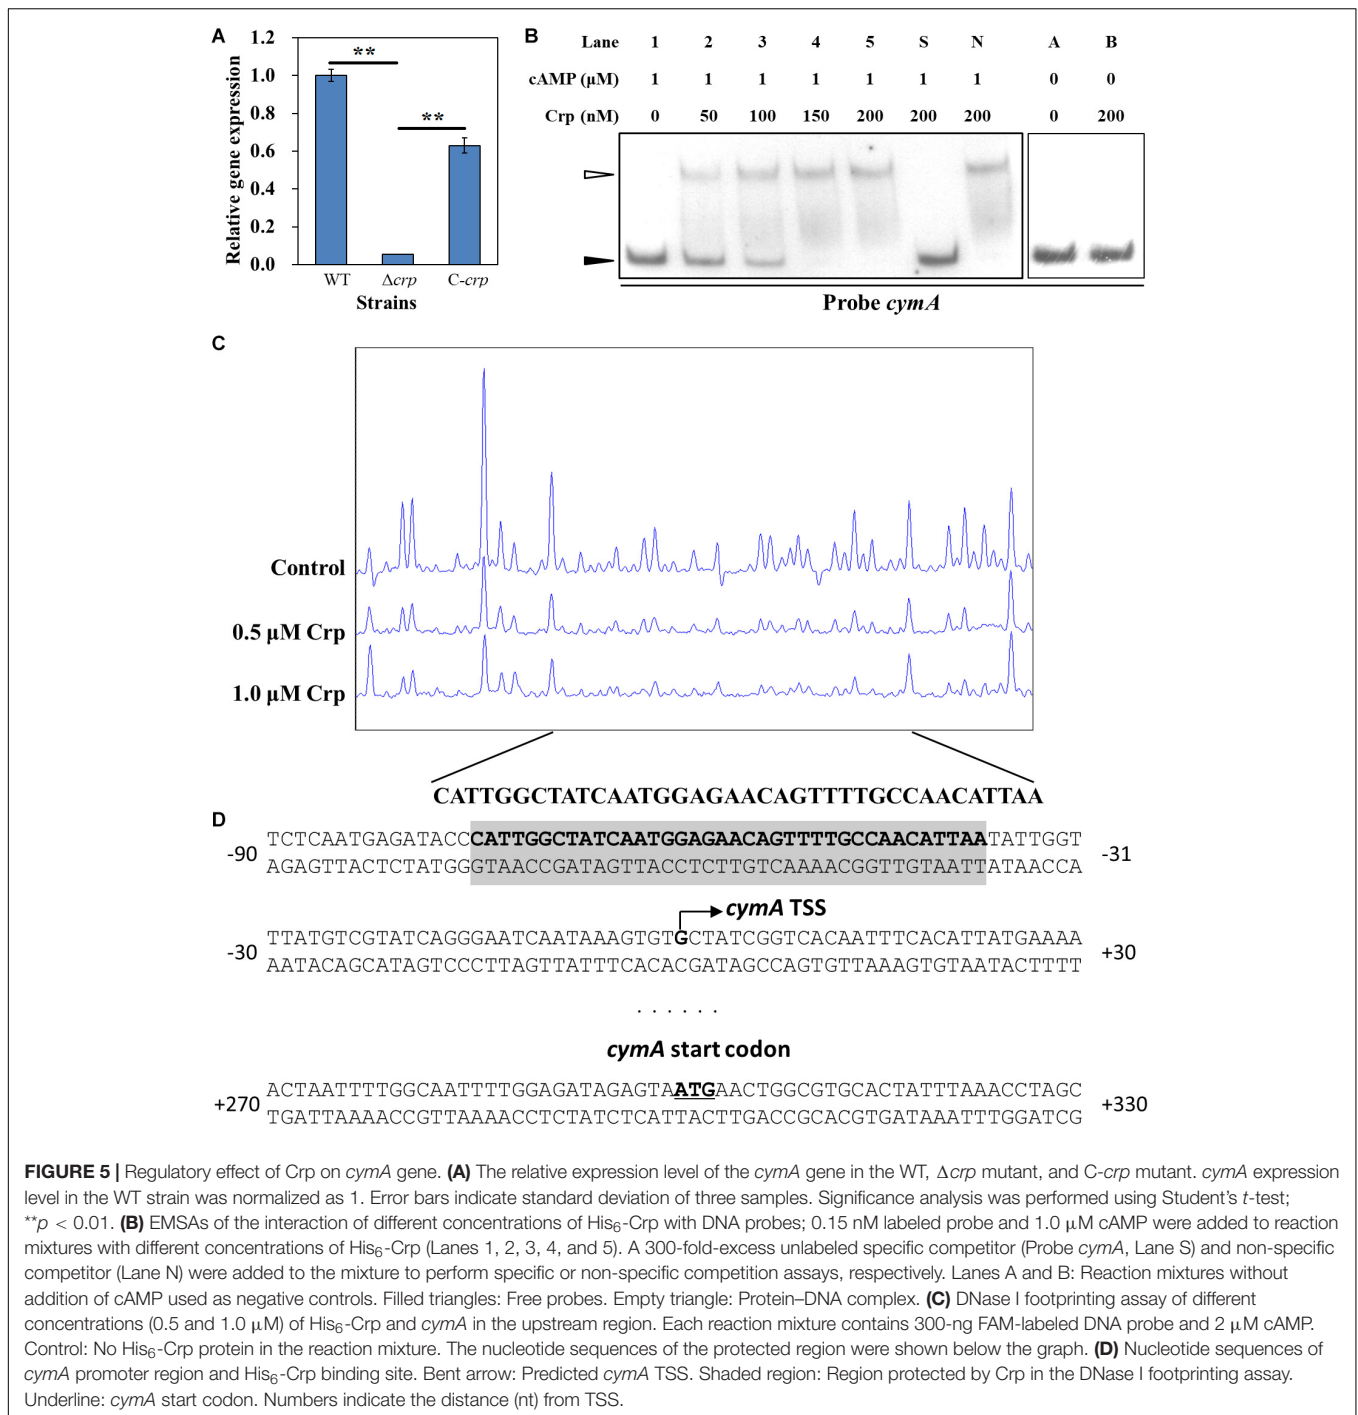 A
Relative gene expression
1.2
1.0
0.8
0.6
0.4
0.2
0.0
**
**
WT Δcrp C-crp
Strains
B
Lane 1 2 3 4 5 S N A B
cAMP (µM) 1 1 1 1 1 1 1 0 0
Crp (nM) 0 50 100 150 200 200 200 0 200
Probe cymA
C
Control
0.5 µM Crp
1.0 µM Crp
CATTGGCTATCAATGGAGAACAGTTTTGCCAACATTAA
D
-90 TCTCAATGAGATACCCATTGGCTATCAATGGAGAACAGTTTTGCCAACATTAATATTGGT -31
AGAGTTACTCTATGGGTAACCGATAGTTACCTCTTGTCAAAACGGTTGTAATTATAACCA
cymA TSS
-30 TTATGTCGTATCAGGGAATCAATAAAGTGTGCTATCGGTCACAATTTCACATTATGAAAA +30
AATACAGCATAGTCCCTTAGTTATTTCACACGATAGCCAGTGTTAAAGTGTAATACTTTT
. . . . . .
cymA start codon
+270 ACTAATTTTGGCAATTTTGGAGATAGAGTAATGAACTGGCGTGCACTATTTAAACCTAGC +330
TGATTAAAACCGTTAAAACCTCTATCTCATTACTTGACCGCACGTGATAAATTTGGATCG
FIGURE 5 | Regulatory effect of Crp on cymA gene. (A) The relative expression level of the cymA gene in the WT, Δcrp mutant, and C-crp mutant. cymA expression
level in the WT strain was normalized as 1. Error bars indicate standard deviation of three samples. Significance analysis was performed using Student's t-test;
**p < 0.01. (B) EMSAs of the interaction of different concentrations of His6-Crp with DNA probes; 0.15 nM labeled probe and 1.0 µM cAMP were added to reaction
mixtures with different concentrations of His6-Crp (Lanes 1, 2, 3, 4, and 5). A 300-fold-excess unlabeled specific competitor (Probe cymA, Lane S) and non-specific
competitor (Lane N) were added to the mixture to perform specific or non-specific competition assays, respectively. Lanes A and B: Reaction mixtures without
addition of cAMP used as negative controls. Filled triangles: Free probes. Empty triangle: Protein–DNA complex. (C) DNase I footprinting assay of different
concentrations (0.5 and 1.0 µM) of His6-Crp and cymA in the upstream region. Each reaction mixture contains 300-ng FAM-labeled DNA probe and 2 µM cAMP.
Control: No His6-Crp protein in the reaction mixture. The nucleotide sequences of the protected region were shown below the graph. (D) Nucleotide sequences of
cymA promoter region and His6-Crp binding site. Bent arrow: Predicted cymA TSS. Shaded region: Region protected by Crp in the DNase I footprinting assay.
Underline: cymA start codon. Numbers indicate the distance (nt) from TSS.